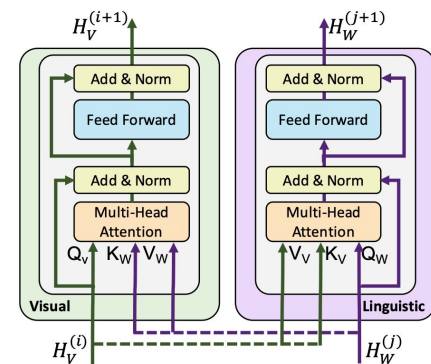 H_V^(i+1) H_W^(j+1)
Add & Norm Add & Norm
Feed Forward Feed Forward
Add & Norm Add & Norm
Multi-Head Attention Multi-Head Attention
Q_v K_W V_W V_V K_V Q_W
Visual Linguistic
H_V^(i) H_W^(j)